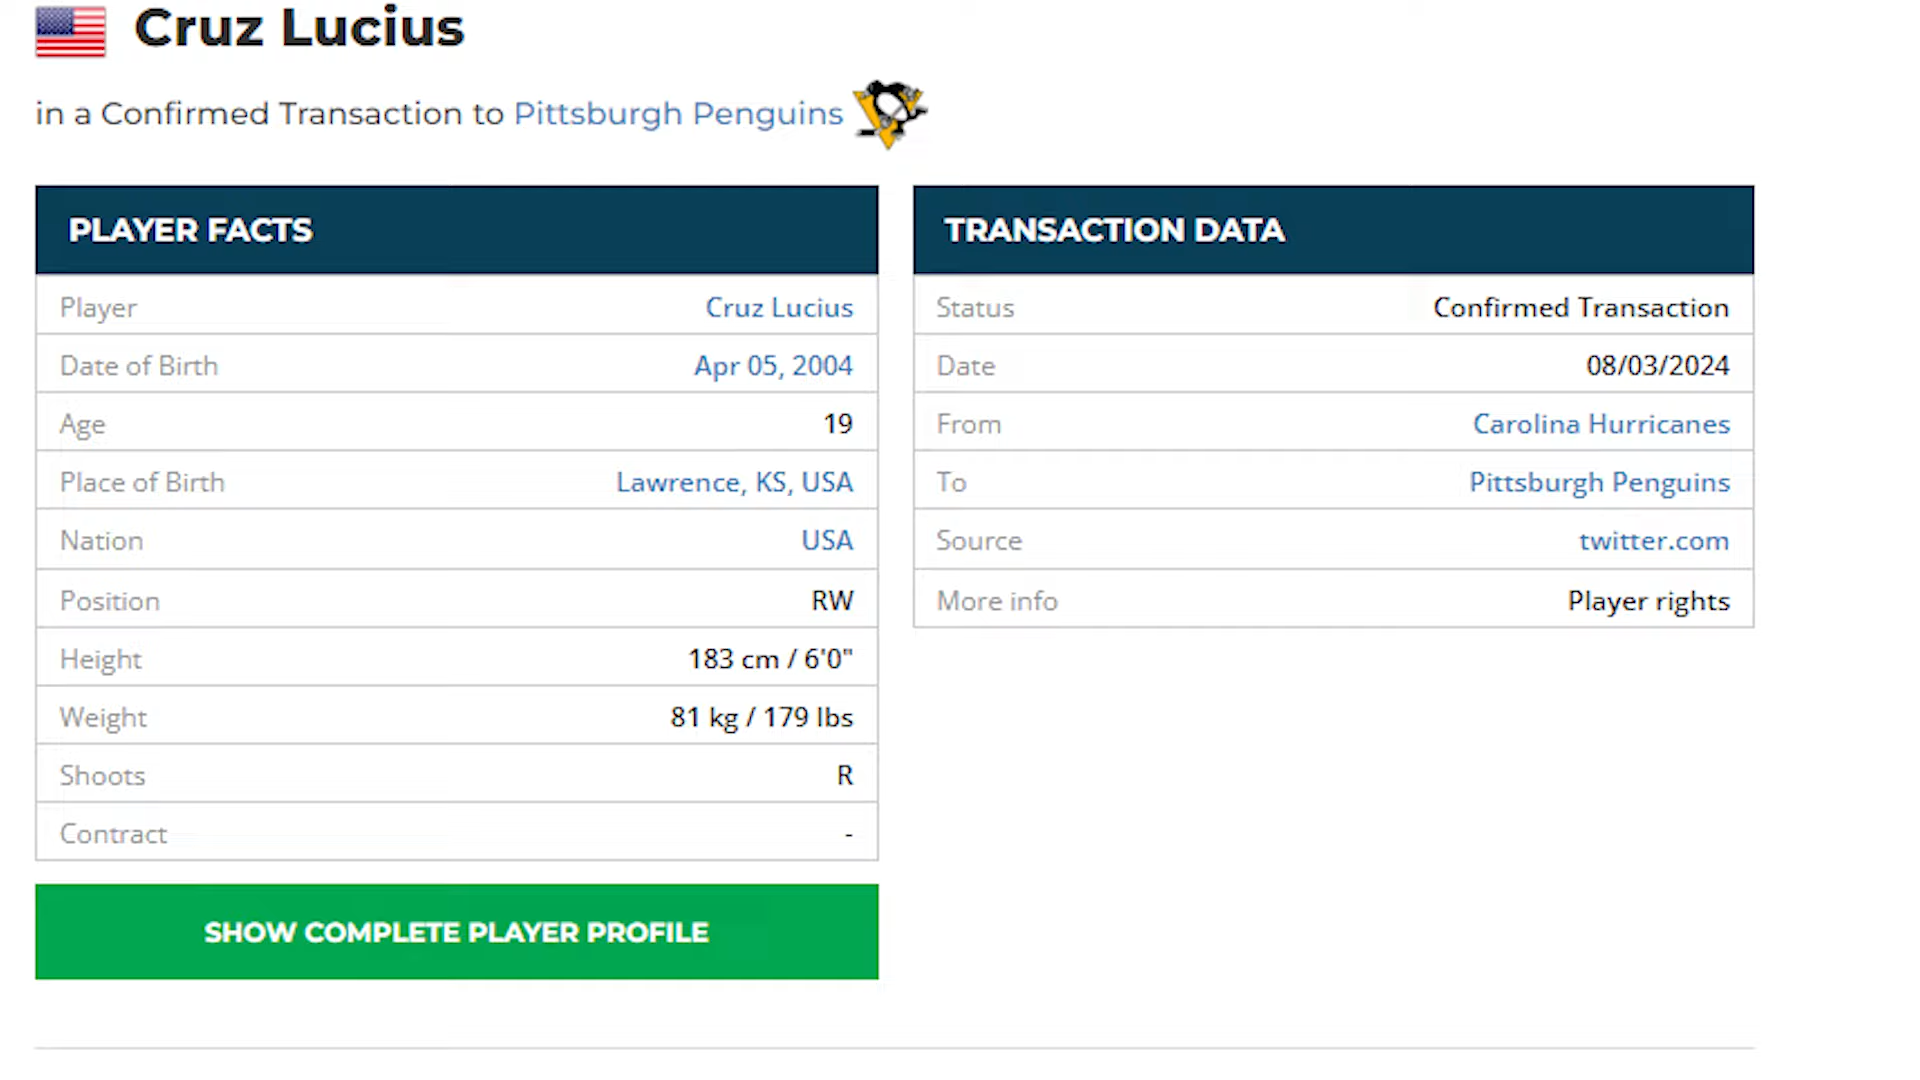 Cruz Lucius
in a Confirmed Transaction to Pittsburgh Penguins
PLAYER FACTS
Player Cruz Lucius
Date of Birth Apr 05, 2004
Age 19
Place of Birth Lawrence, KS, USA
Nation USA
Position RW
Height 183 cm / 6'0"
Weight 81 kg / 179 lbs
Shoots R
Contract -
SHOW COMPLETE PLAYER PROFILE
TRANSACTION DATA
Status Confirmed Transaction
Date 08/03/2024
From Carolina Hurricanes
To Pittsburgh Penguins
Source twitter.com
More info Player rights